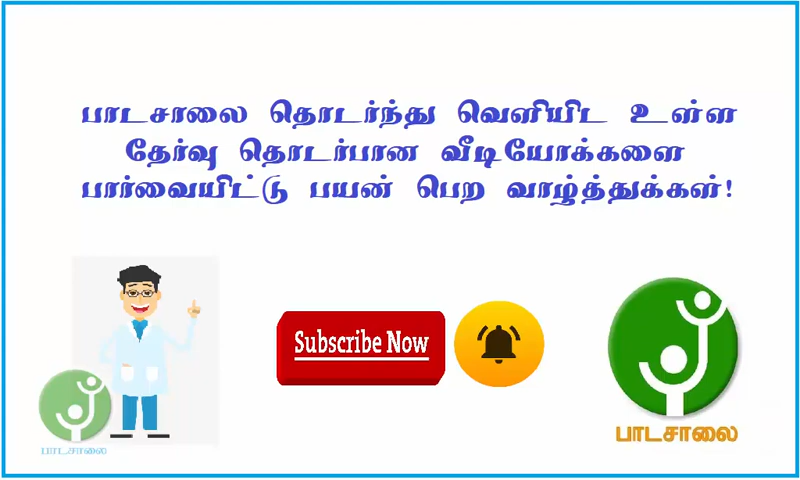 பாடசாலை தொடர்ந்து வெளியிட உள்ள
தேர்வு தொடர்பான வீடியோக்களை
பார்வையிட்டு பயன் பெற வாழ்த்துக்கள்!
Subscribe Now
பாடசாலை
பாடசாலை